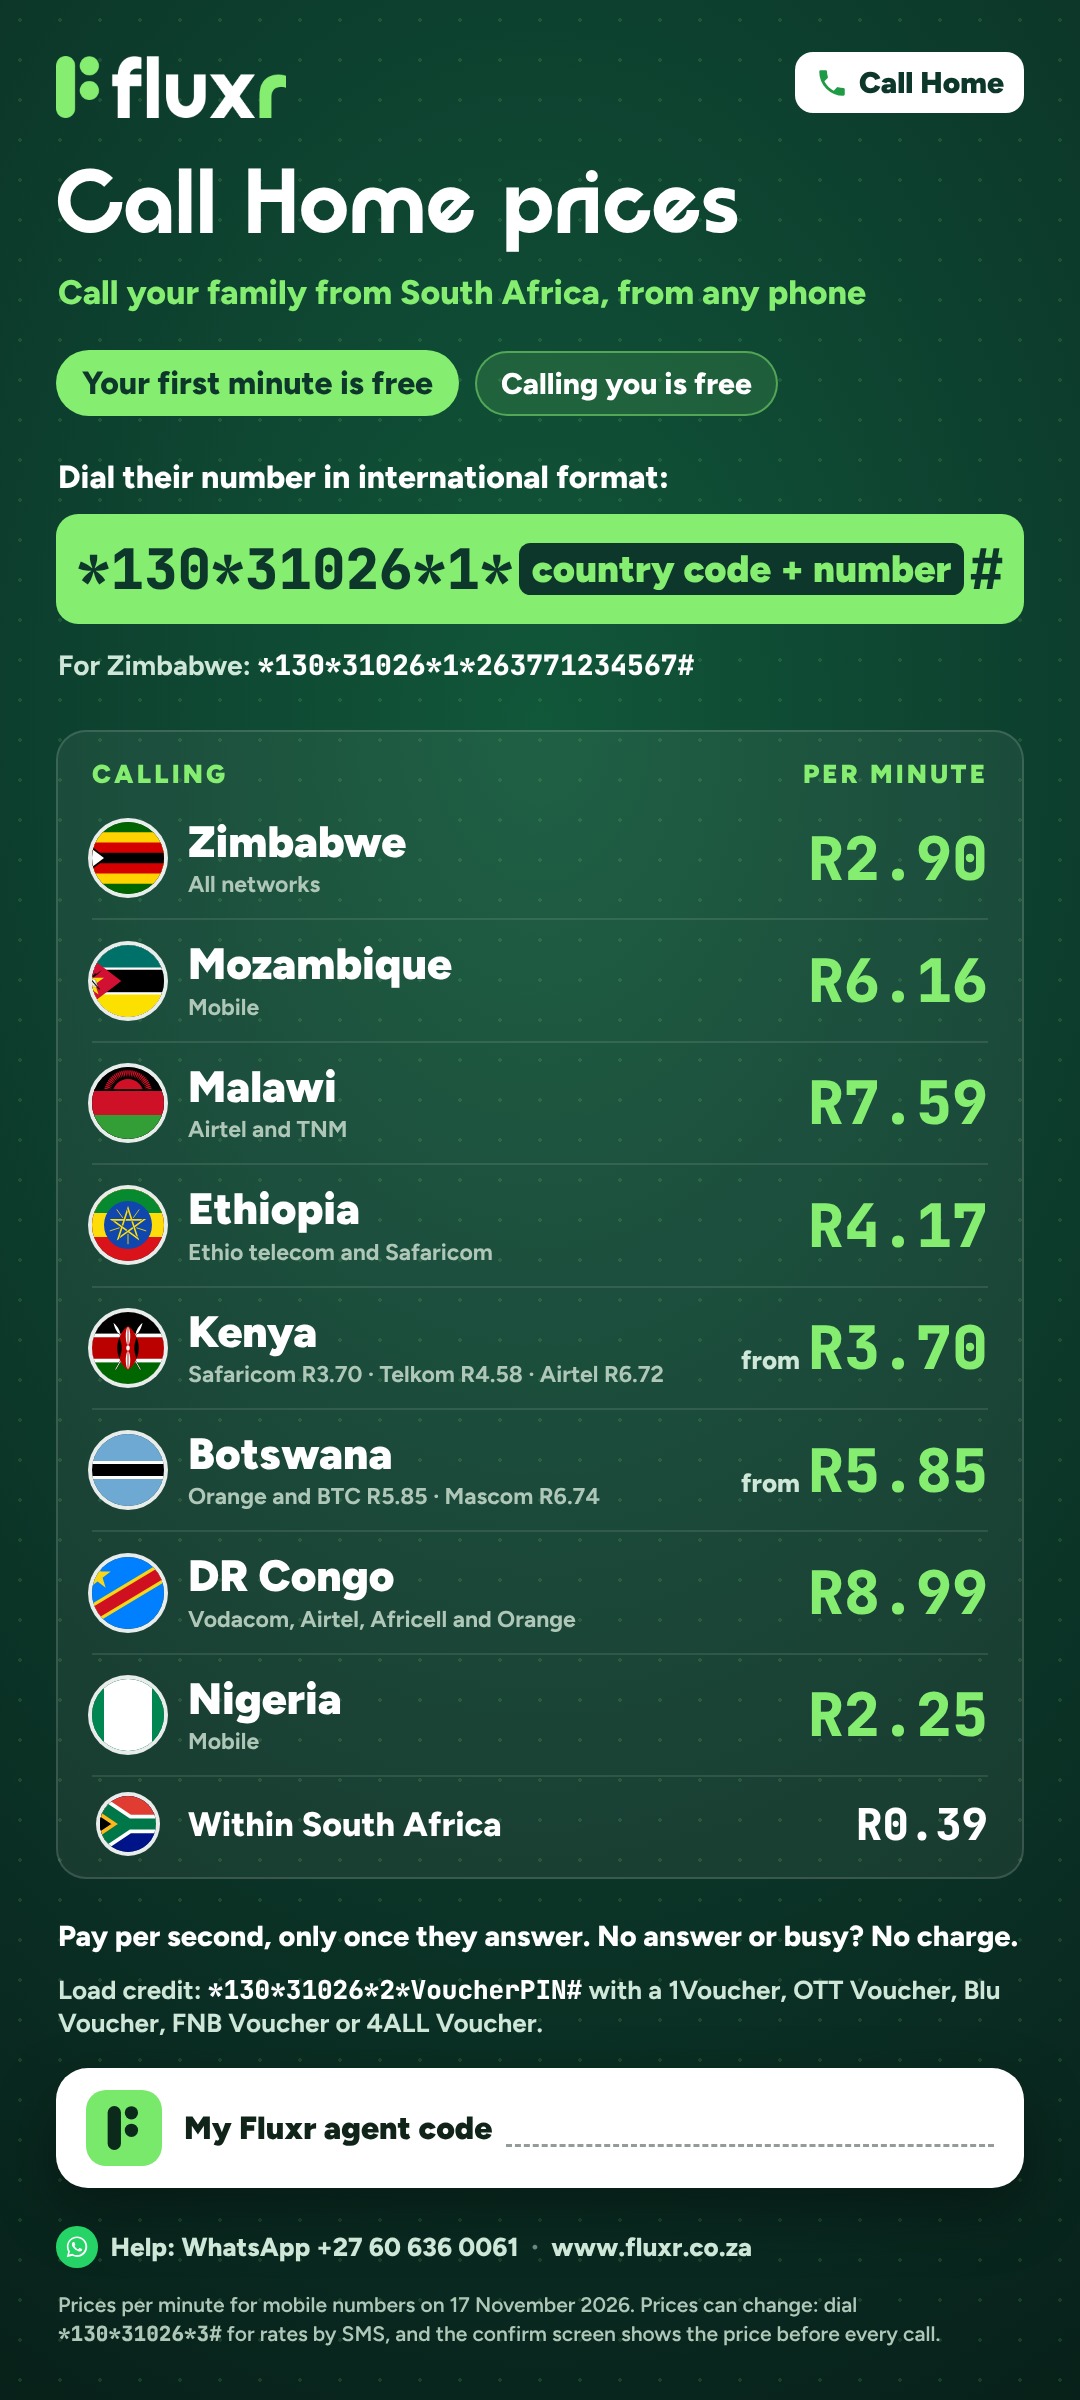 fluxr
Call Home
Call Home prices
Call your family from South Africa, from any phone
Your first minute is free
Calling you is free
Dial their number in international format:
*130*31026*1* country code + number #
For Zimbabwe: *130*31026*1*263771234567#
CALLING PER MINUTE
Zimbabwe
All networks
R2.90
Mozambique
Mobile
R6.16
Malawi
Airtel and TNM
R7.59
Ethiopia
Ethio telecom and Safaricom
R4.17
Kenya
Safaricom R3.70 · Telkom R4.58 · Airtel R6.72
from R3.70
Botswana
Orange and BTC R5.85 · Mascom R6.74
from R5.85
DR Congo
Vodacom, Airtel, Africell and Orange
R8.99
Nigeria
Mobile
R2.25
Within South Africa R0.39
Pay per second, only once they answer. No answer or busy? No charge.
Load credit: *130*31026*2*VoucherPIN# with a 1Voucher, OTT Voucher, Blu
Voucher, FNB Voucher or 4ALL Voucher.
My Fluxr agent code
Help: WhatsApp +27 60 636 0061 · www.fluxr.co.za
Prices per minute for mobile numbers on 17 November 2026. Prices can change: dial
*130*31026*3# for rates by SMS, and the confirm screen shows the price before every call.